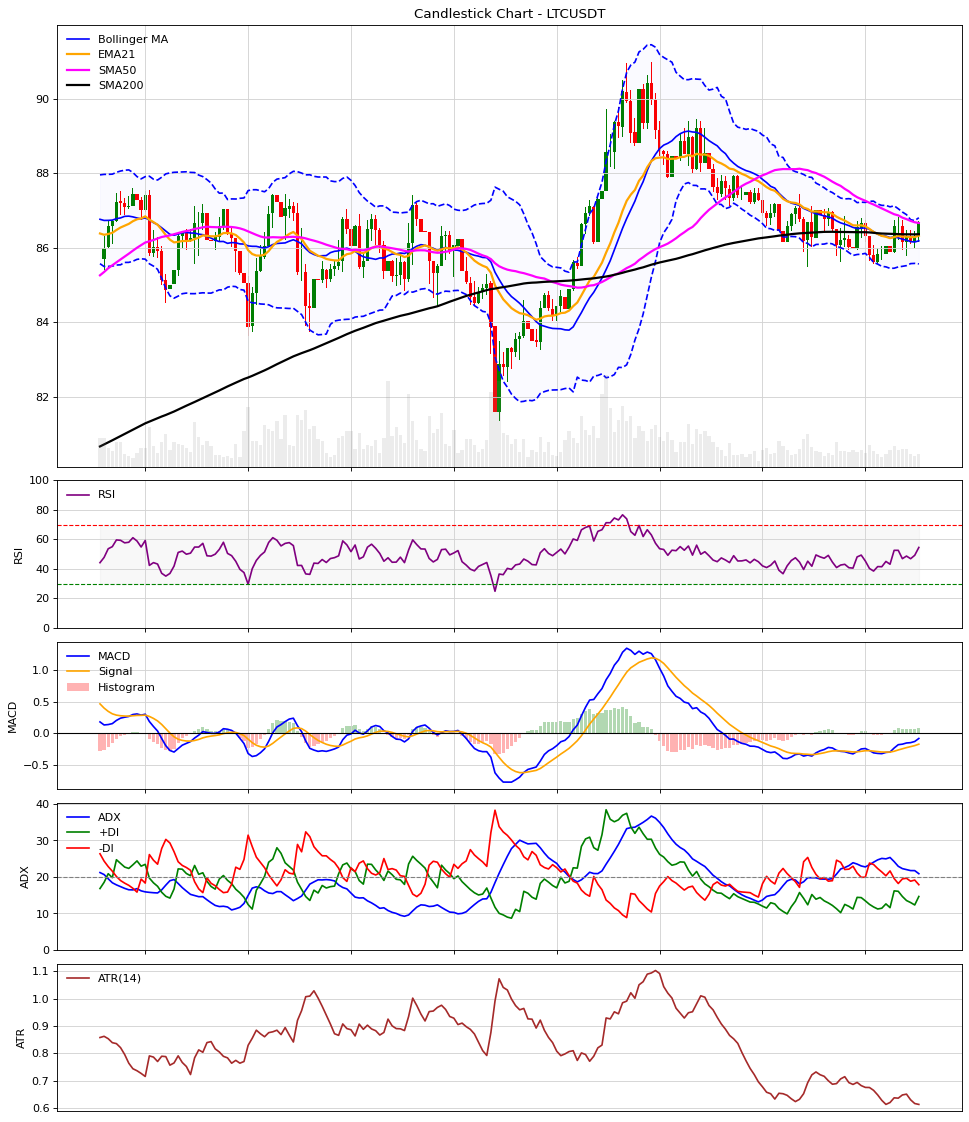 Candlestick Chart - LTCUSDT
Bollinger MA
EMA21
SMA50
SMA200
90
88
86
84
82
100
80
60
40
20
0
RSI
RSI
1.0
0.5
0.0
−0.5
MACD
MACD
Signal
Histogram
40
30
20
10
0
ADX
ADX
+DI
-DI
1.1
1.0
0.9
0.8
0.7
0.6
ATR
ATR(14)